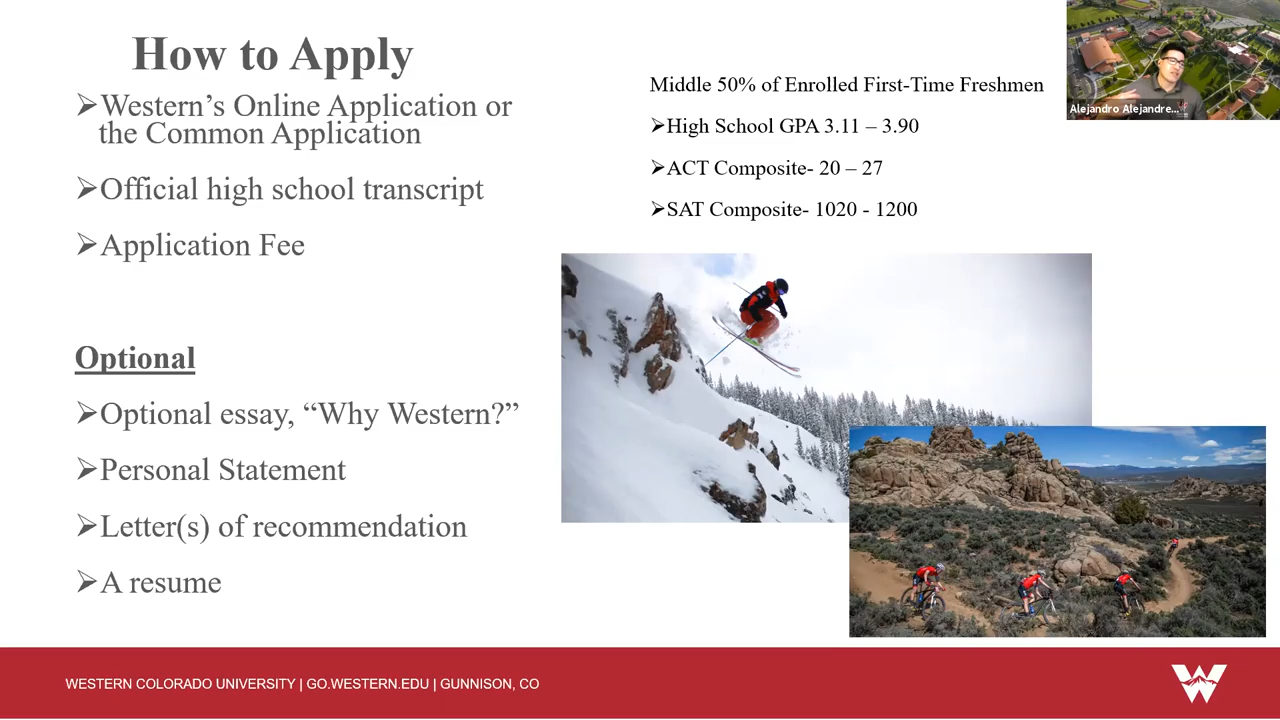 How to Apply
➢Western’s Online Application or
the Common Application
➢Official high school transcript
➢Application Fee
Optional
➢Optional essay, “Why Western?”
➢Personal Statement
➢Letter(s) of recommendation
➢A resume
Middle 50% of Enrolled First-Time Freshmen
➢High School GPA 3.11 – 3.90
➢ACT Composite- 20 – 27
➢SAT Composite- 1020 - 1200
Alejandro Alejandre...
WESTERN COLORADO UNIVERSITY | GO.WESTERN.EDU | GUNNISON, CO
W